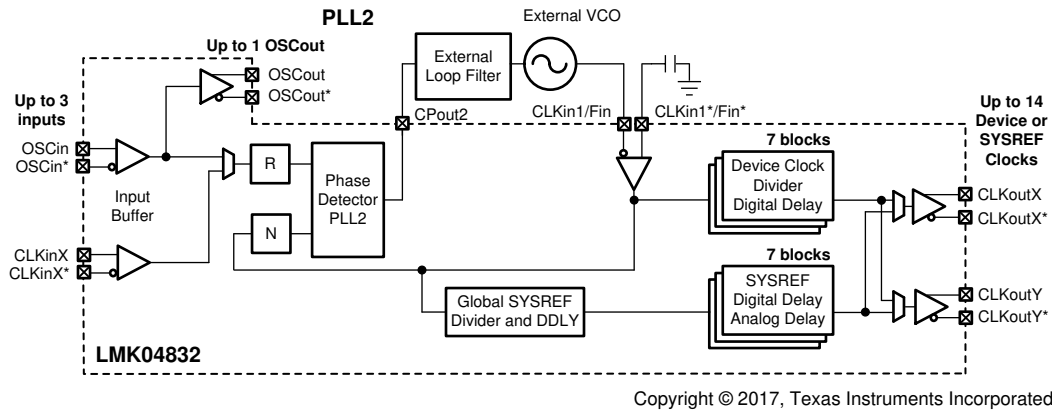 PLL2
External VCO
Up to 1 OSCout
OSCout
OSCout*
External
Loop Filter
CPout2
CLKin1/Fin
CLKin1*/Fin*
Up to 3
inputs
OSCin
OSCin*
Input
Buffer
R
N
Phase
Detector
PLL2
CLKinX
CLKinX*
7 blocks
Device Clock
Divider
Digital Delay
7 blocks
SYSREF
Digital Delay
Analog Delay
Global SYSREF
Divider and DDLY
Up to 14
Device or
SYSREF
Clocks
CLKoutX
CLKoutX*
CLKoutY
CLKoutY*
LMK04832
Copyright © 2017, Texas Instruments Incorporated